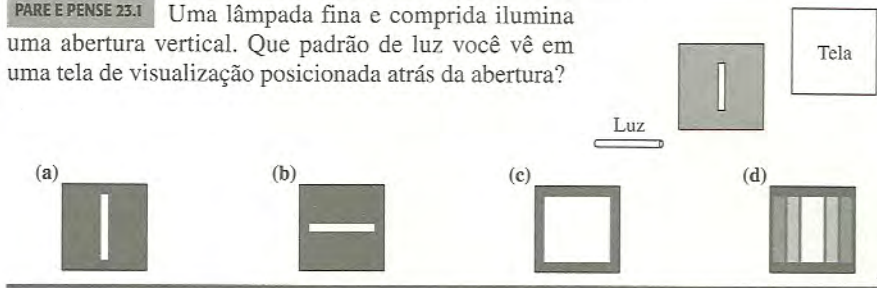 PARE E PENSE 23.1 Uma lâmpada fina e comprida ilumina
uma abertura vertical. Que padrão de luz você vê em
uma tela de visualização posicionada atrás da abertura?
Tela
Luz
(a)
(b)
(c)
(d)